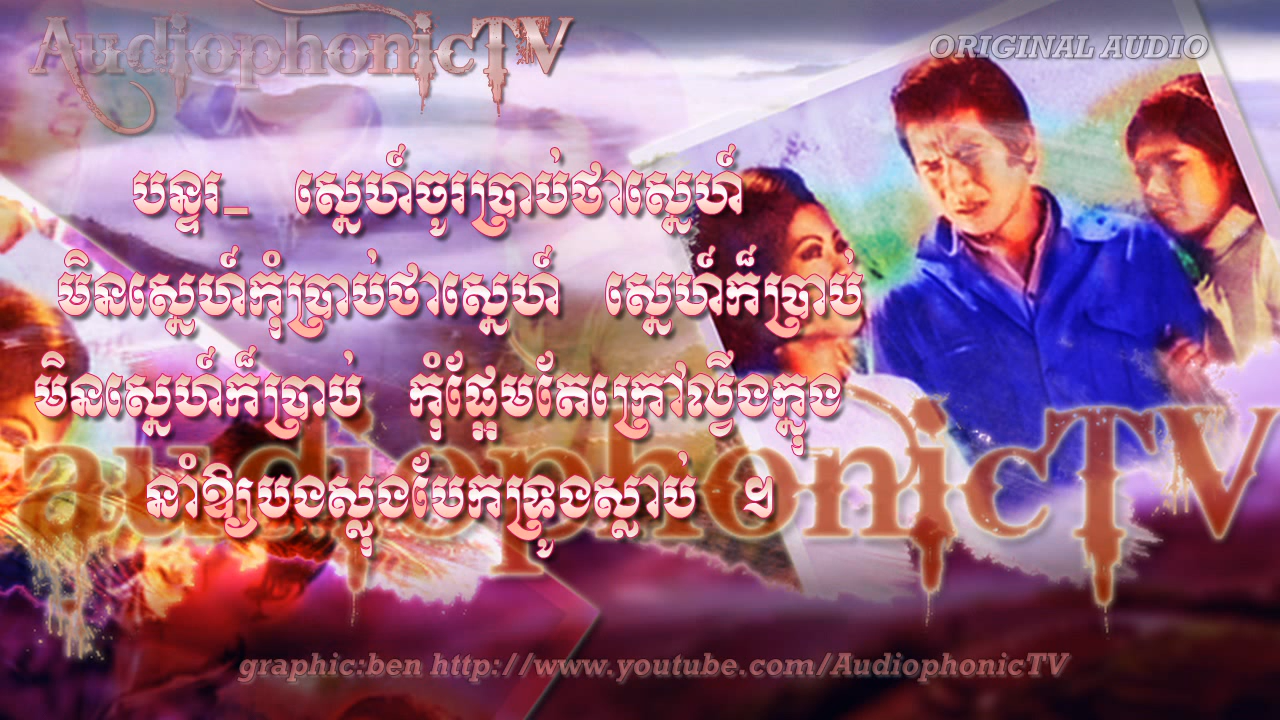 AudiophonicTV
ORIGINAL AUDIO
បន្ទរ_ ស្នេហ៍ចូរប្រាប់ថាស្នេហ៍
មិនស្នេហ៍កុំប្រាប់ថាស្នេហ៍ ស្នេហ៍ក៏ប្រាប់
មិនស្នេហ៍ក៏ប្រាប់ កុំផ្អែមតែក្រៅល្វីងក្នុង
នាំឱ្យបងស្លុងបែកទ្រូងស្លាប់ ។
audiophonicTV
graphic:ben http://www.youtube.com/AudiophonicTV